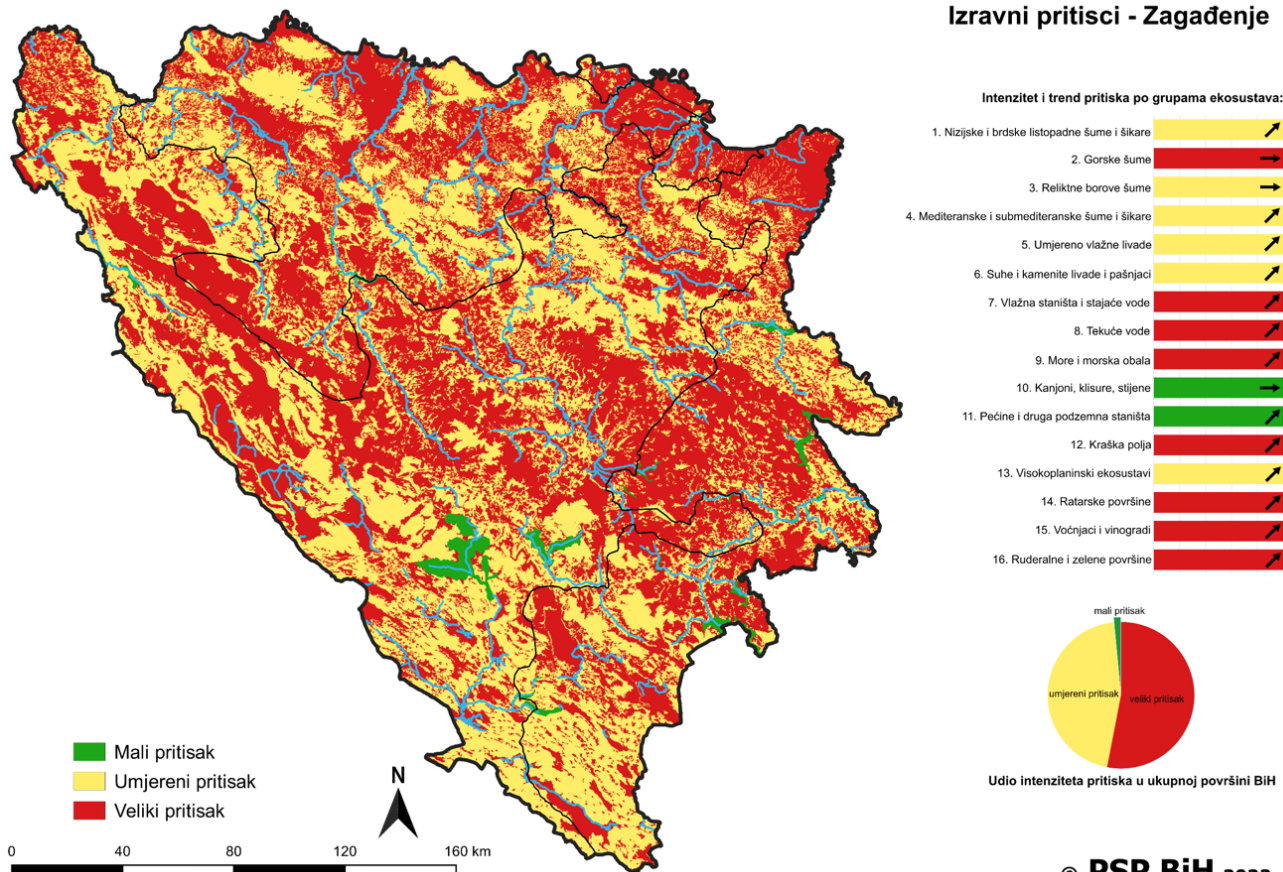 Izravni pritisci - Zagađenje
Intenzitet i trend pritiska po grupama ekosustava:
1. Nizijske i brdske listopadne šume i šikare
2. Gorske šume
3. Reliktne borove šume
4. Mediteranske i submediteranske šume i šikare
5. Umjereno vlažne livade
6. Suhe i kamenite livade i pašnjaci
7. Vlažna staništa i stajaće vode
8. Tekuće vode
9. More i morska obala
10. Kanjoni, klisure, stijene
11. Pećine i druga podzemna staništa
12. Kraška polja
13. Visokoplaninski ekosustavi
14. Ratarske površine
15. Voćnjaci i vinogradi
16. Ruderalne i zelene površine
mali pritisak
umjereni pritisak
veliki pritisak
Udio intenziteta pritiska u ukupnoj površini BiH
Mali pritisak
Umjereni pritisak
Veliki pritisak
N
0 40 80 120 160 km
© PSP BiH